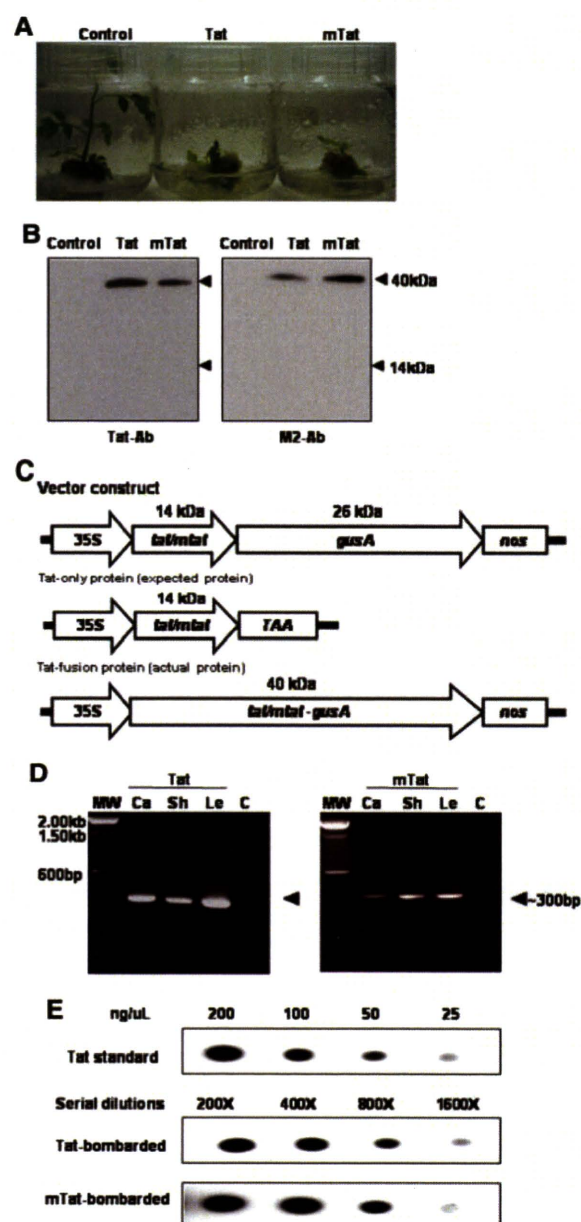 A
Control Tat mTat
B
Control Tat mTat Control Tat mTat
40kDa
14kDa
Tat-Ab M2-Ab
C
Vector construct
14 kDa 26 kDa
35S tat/mtat gusA nos
Tat-only protein (expected protein)
14 kDa
35S tat/mtat TAA
Tat-fusion protein (actual protein)
40 kDa
35S tat/mtat-gusA nos
D
Tat mTat
MW Ca Sh Le C MW Ca Sh Le C
2.00kb
1.50kb
600bp
~300bp
E
ng/uL 200 100 50 25
Tat standard
Serial dilutions 200X 400X 800X 1600X
Tat-bombarded
mTat-bombarded